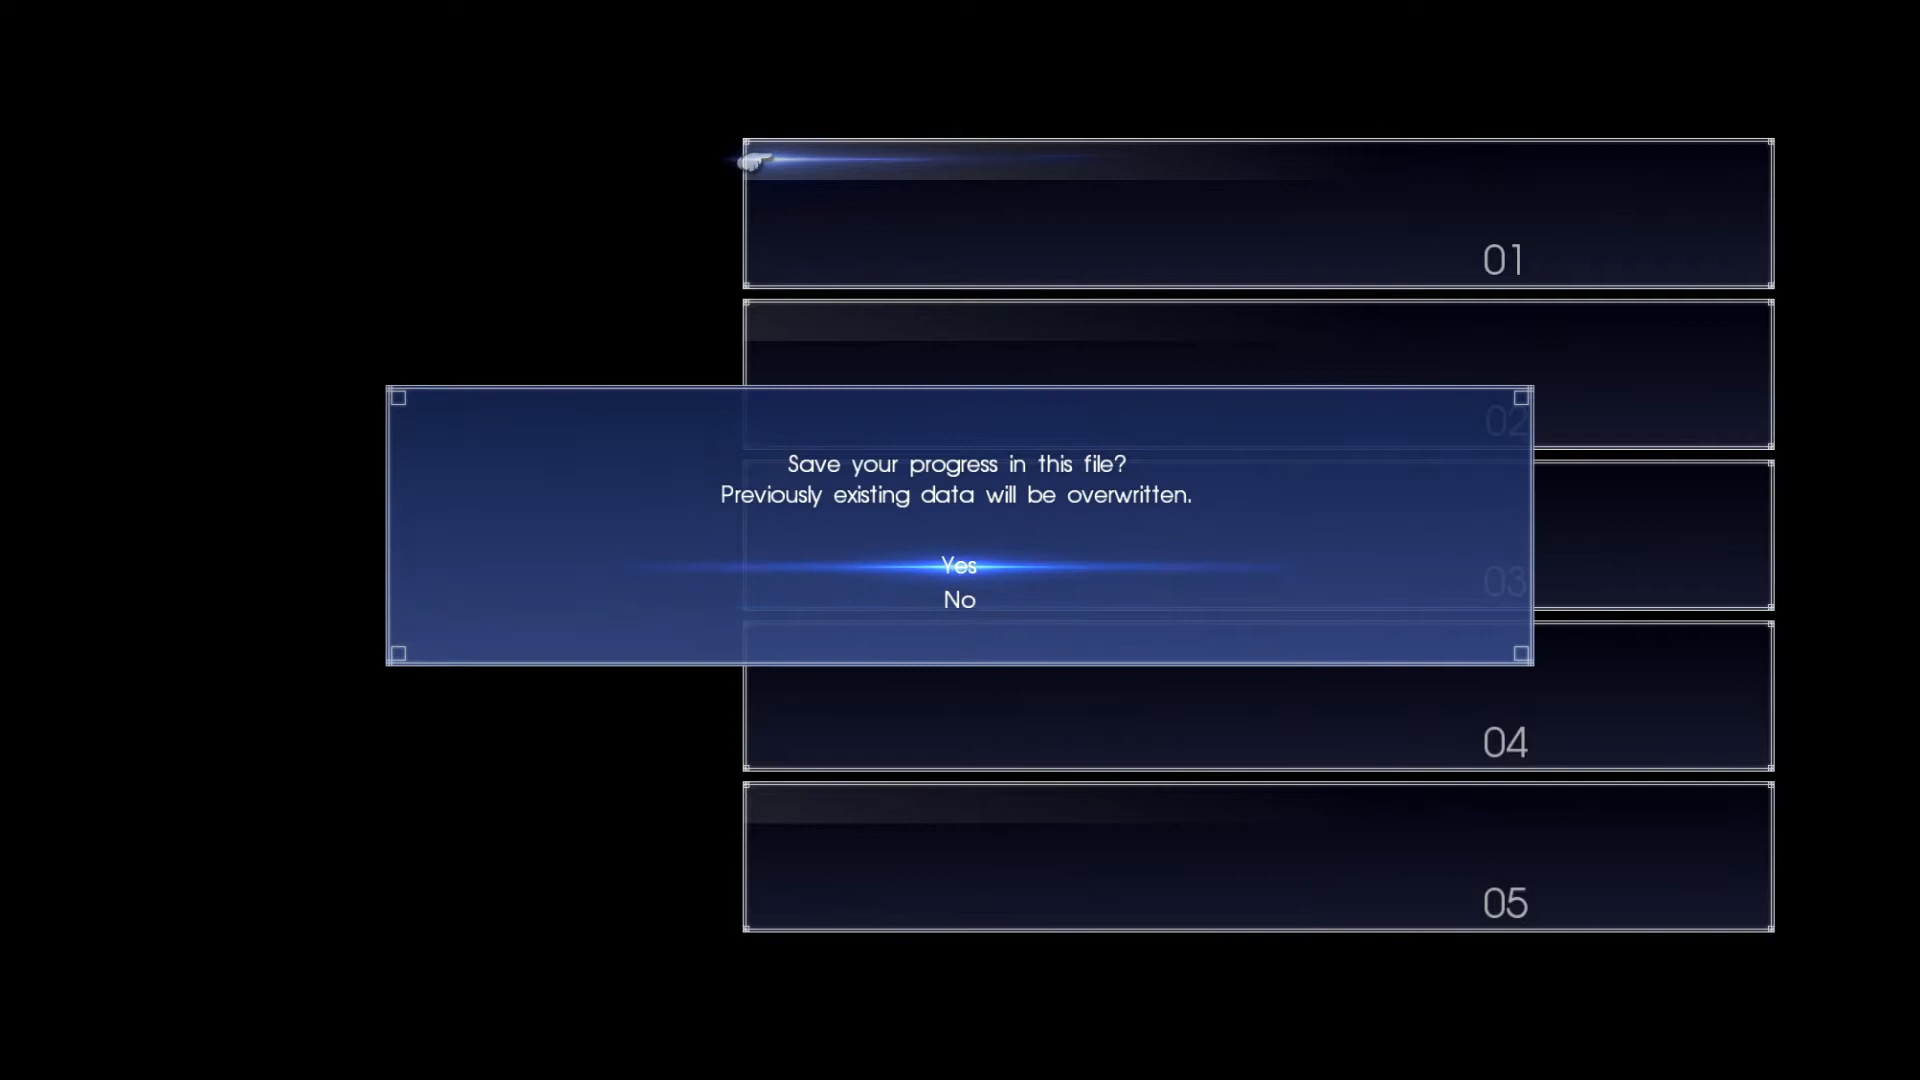 01
02
Save your progress in this file?
Previously existing data will be overwritten.
Yes
03
No
04
05